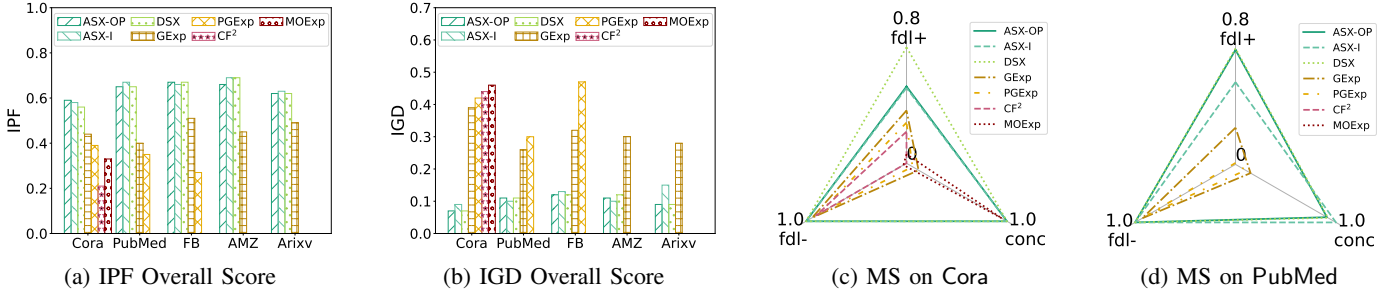 1.0
0.8
0.6
0.4
0.2
0.0
IPF
ASX-OP
ASX-I
DSX
GExp
PGExp
CF²
MOExp
Cora PubMed FB AMZ Arixv
(a) IPF Overall Score
0.7
0.6
0.5
0.4
0.3
0.2
0.1
0.0
IGD
ASX-OP
ASX-I
DSX
GExp
PGExp
CF²
MOExp
Cora PubMed FB AMZ Arixv
(b) IGD Overall Score
0.8
fdl+
0
1.0
fdl-
1.0
conc
ASX-OP
ASX-I
DSX
GExp
PGExp
CF²
MOExp
(c) MS on Cora
0.8
fdl+
0
1.0
fdl-
1.0
conc
ASX-OP
ASX-I
DSX
GExp
PGExp
CF²
MOExp
(d) MS on PubMed